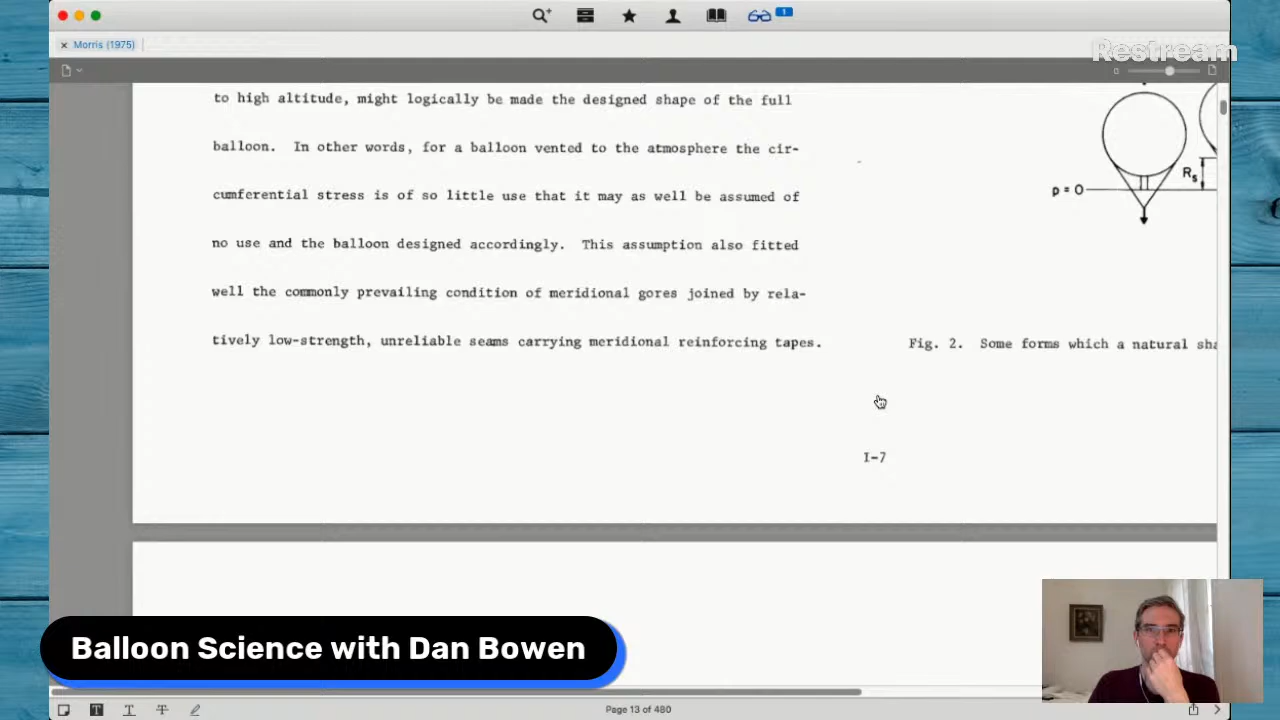 1
Morris (1975)
Restream
to high altitude, might logically be made the designed shape of the full
balloon. In other words, for a balloon vented to the atmosphere the cir-
cumferential stress is of so little use that it may as well be assumed of
no use and the balloon designed accordingly. This assumption also fitted
well the commonly prevailing condition of meridional gores joined by rela-
tively low-strength, unreliable seams carrying meridional reinforcing tapes.
Rs
p = 0
Fig. 2. Some forms which a natural sha
I-7
Balloon Science with Dan Bowen
T
T
T
Page 13 of 480